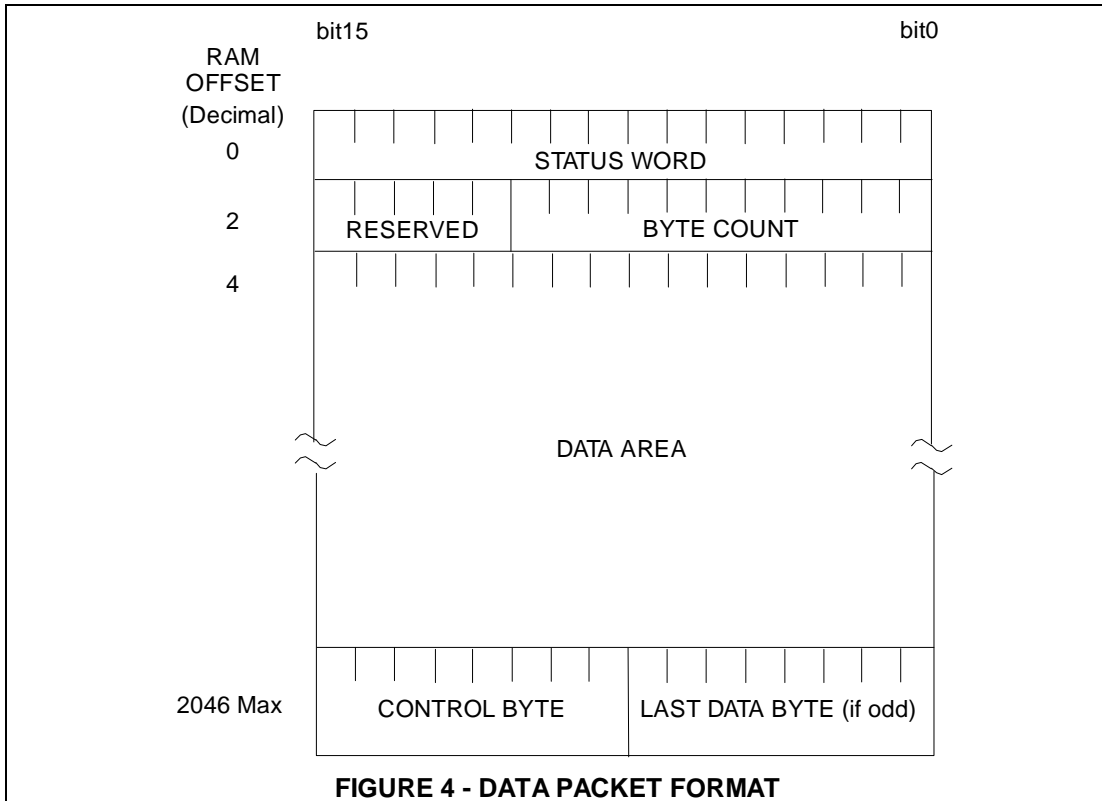 bit15 bit0
RAM
OFFSET
(Decimal)
0
STATUS WORD
2
RESERVED BYTE COUNT
4
DATA AREA
2046 Max CONTROL BYTE LAST DATA BYTE (if odd)
FIGURE 4 - DATA PACKET FORMAT